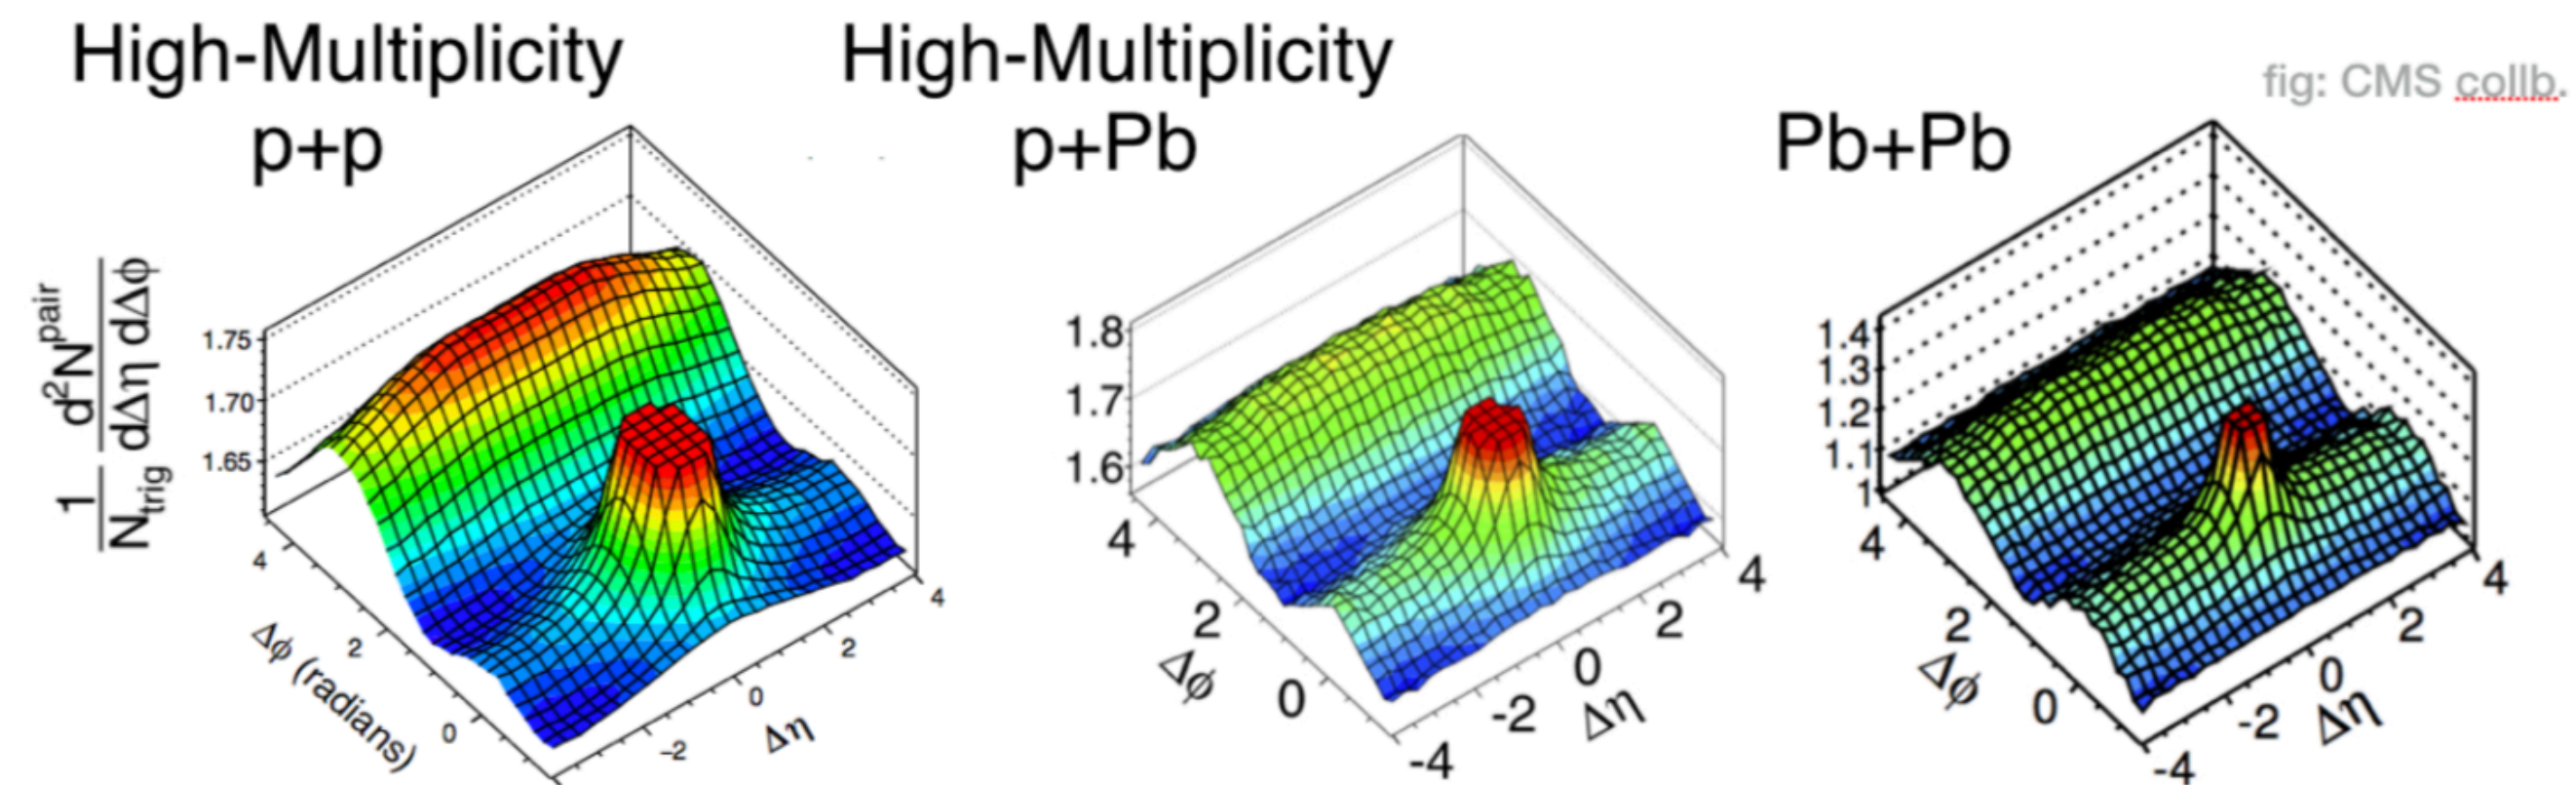 High-Multiplicity
p+p
1/N_trig d²N^pair/dΔη dΔϕ
1.75
1.70
1.65
4
2
0
Δϕ (radians)
−2
0
2
4
Δη
High-Multiplicity
p+Pb
1.8
1.7
1.6
4
2
0
Δϕ
-4
-2
0
2
4
Δη
fig: CMS collb.
Pb+Pb
1.4
1.3
1.2
1.1
1
4
2
0
Δϕ
-4
-2
0
2
4
Δη